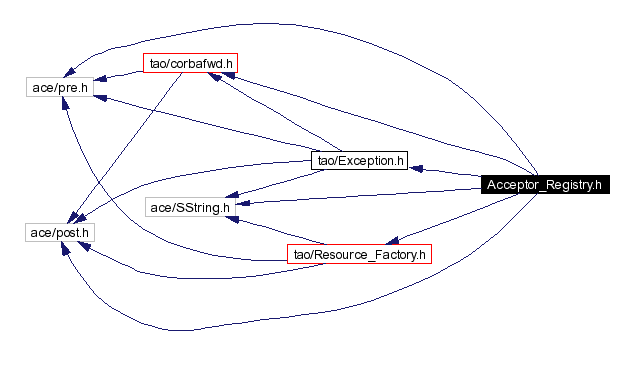 tao/corbafwd.h
ace/pre.h
tao/Exception.h
Acceptor_Registry.h
ace/SString.h
ace/post.h
tao/Resource_Factory.h